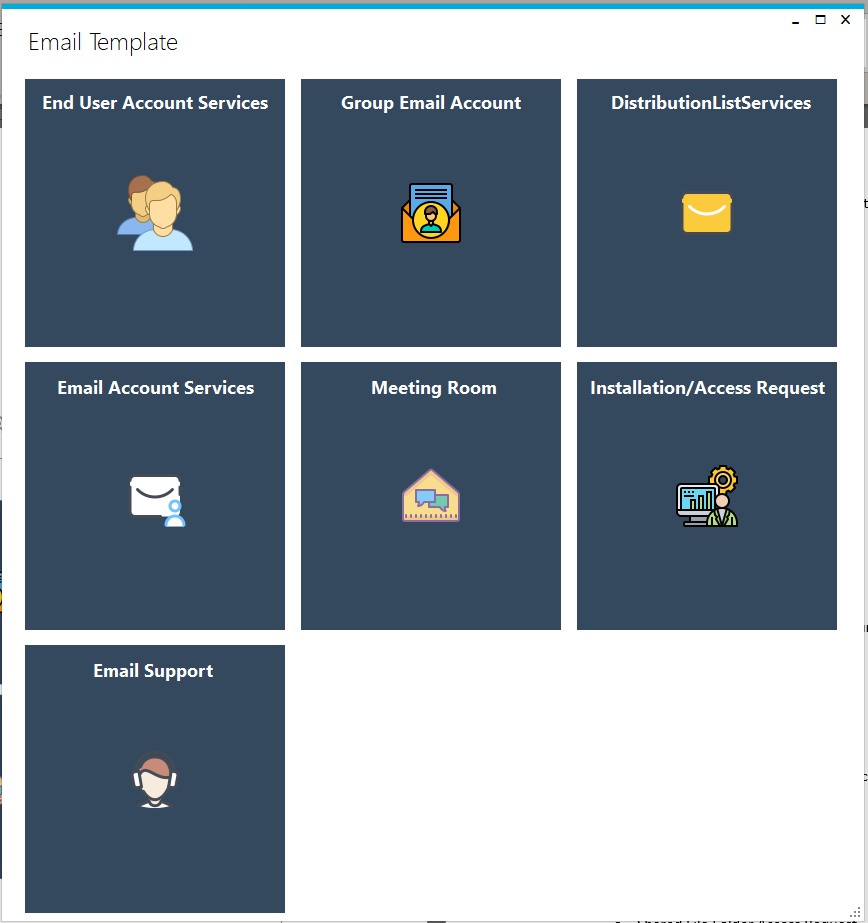 Email Template
End User Account Services
Group Email Account
DistributionListServices
Email Account Services
Meeting Room
Installation/Access Request
Email Support